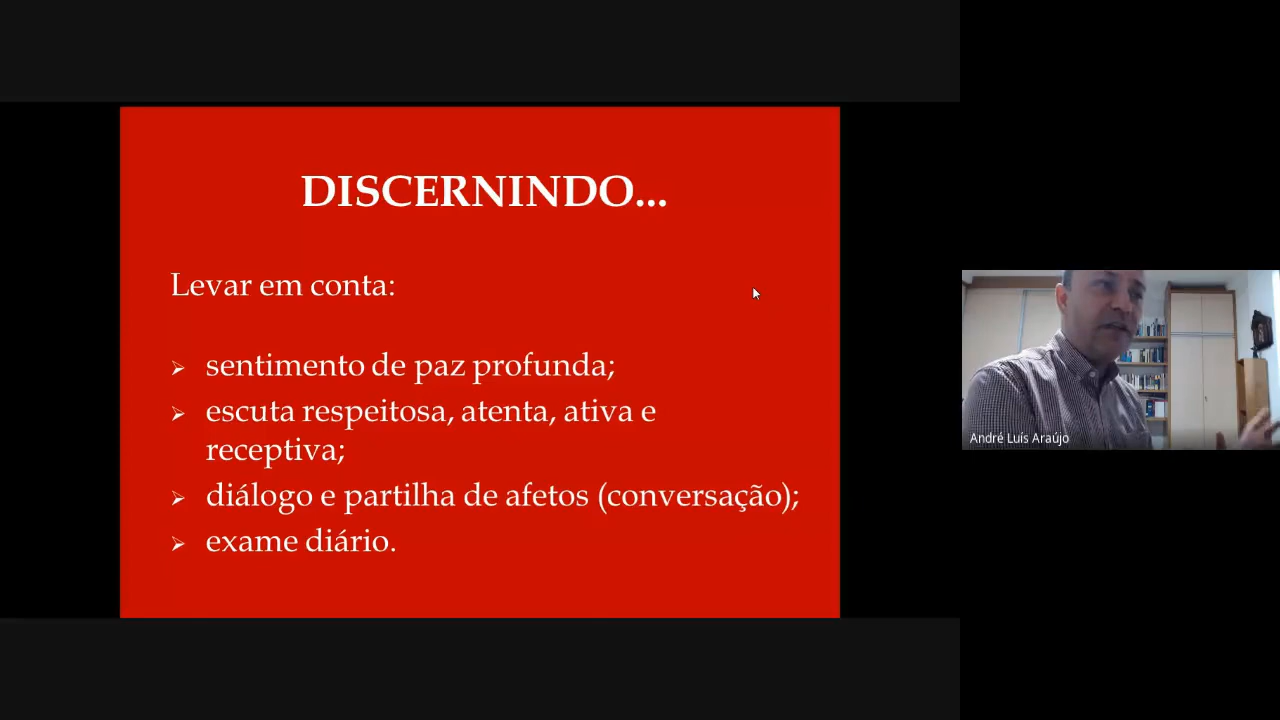 DISCERNINDO...
Levar em conta:
➢ sentimento de paz profunda;
➢ escuta respeitosa, atenta, ativa e
receptiva;
➢ diálogo e partilha de afetos (conversação);
➢ exame diário.
André Luís Araújo